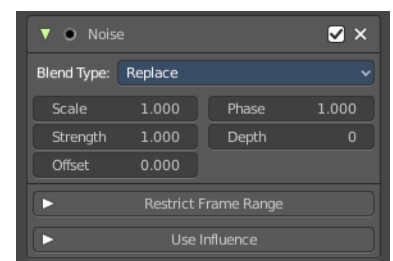 Noise
Blend Type: Replace
Scale 1.000 Phase 1.000
Strength 1.000 Depth 0
Offset 0.000
Restrict Frame Range
Use Influence